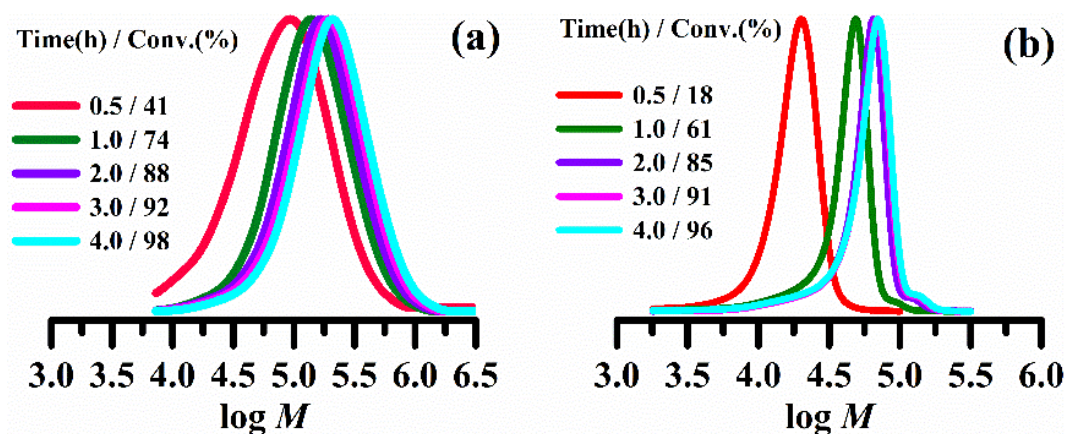 Time(h) / Conv.(%)
(a)
0.5 / 41
1.0 / 74
2.0 / 88
3.0 / 92
4.0 / 98
3.0 3.5 4.0 4.5 5.0 5.5 6.0 6.5
log M
Time(h) / Conv.(%)
(b)
0.5 / 18
1.0 / 61
2.0 / 85
3.0 / 91
4.0 / 96
3.0 3.5 4.0 4.5 5.0 5.5 6.0
log M